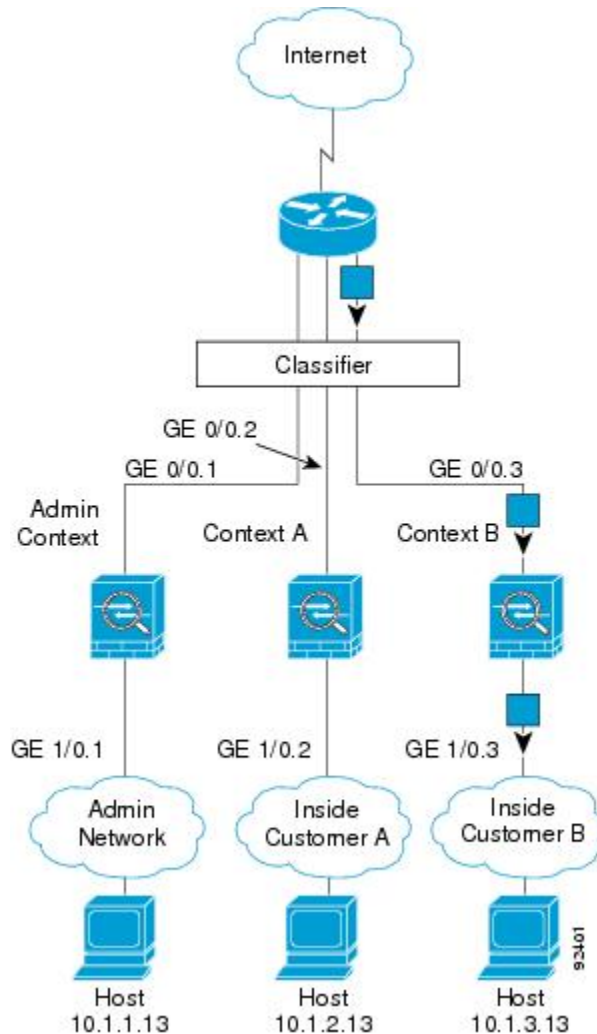 Internet
Classifier
GE 0/0.2
GE 0/0.1
GE 0/0.3
Admin
Context
Context A
Context B
GE 1/0.1
GE 1/0.2
GE 1/0.3
Admin
Network
Inside
Customer A
Inside
Customer B
Host
10.1.1.13
Host
10.1.2.13
Host
10.1.3.13
92401